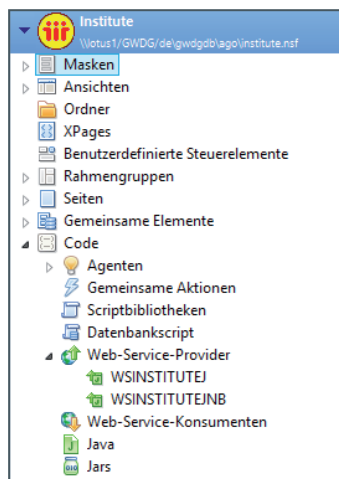 Institute
\\lotus1/GWDG/de\gwdgdb\ago\institute.nsf
Masken
Ansichten
Ordner
XPages
Benutzerdefinierte Steuerelemente
Rahmengruppen
Seiten
Gemeinsame Elemente
Code
Agenten
Gemeinsame Aktionen
Scriptbibliotheken
Datenbankscript
Web-Service-Provider
WSINSTITUTEJ
WSINSTITUTEJNB
Web-Service-Konsumenten
Java
Jars